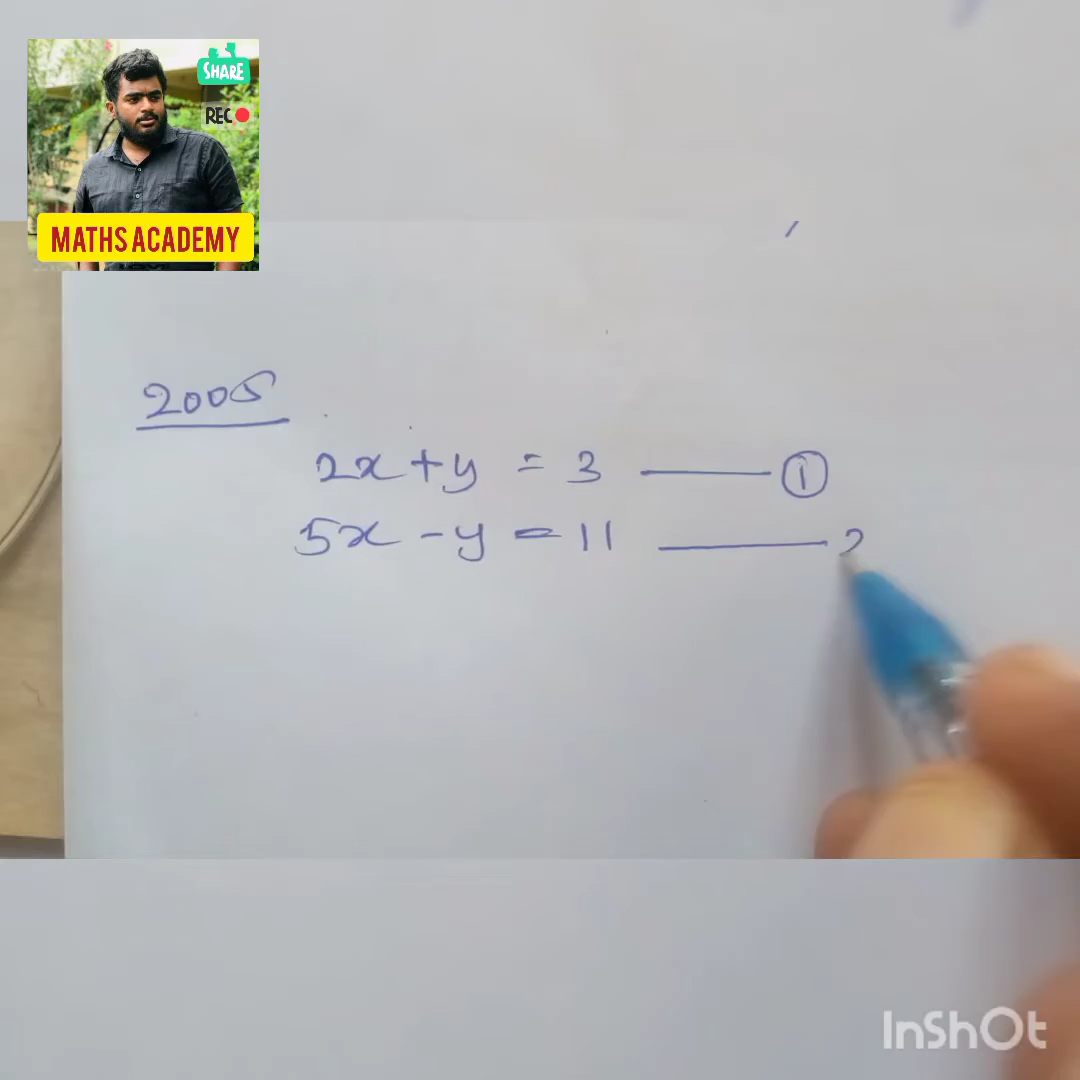 SHARE
REC
MATHS ACADEMY
2005
2x + y = 3 —— ①
5x - y = 11 —— 2
InShOt